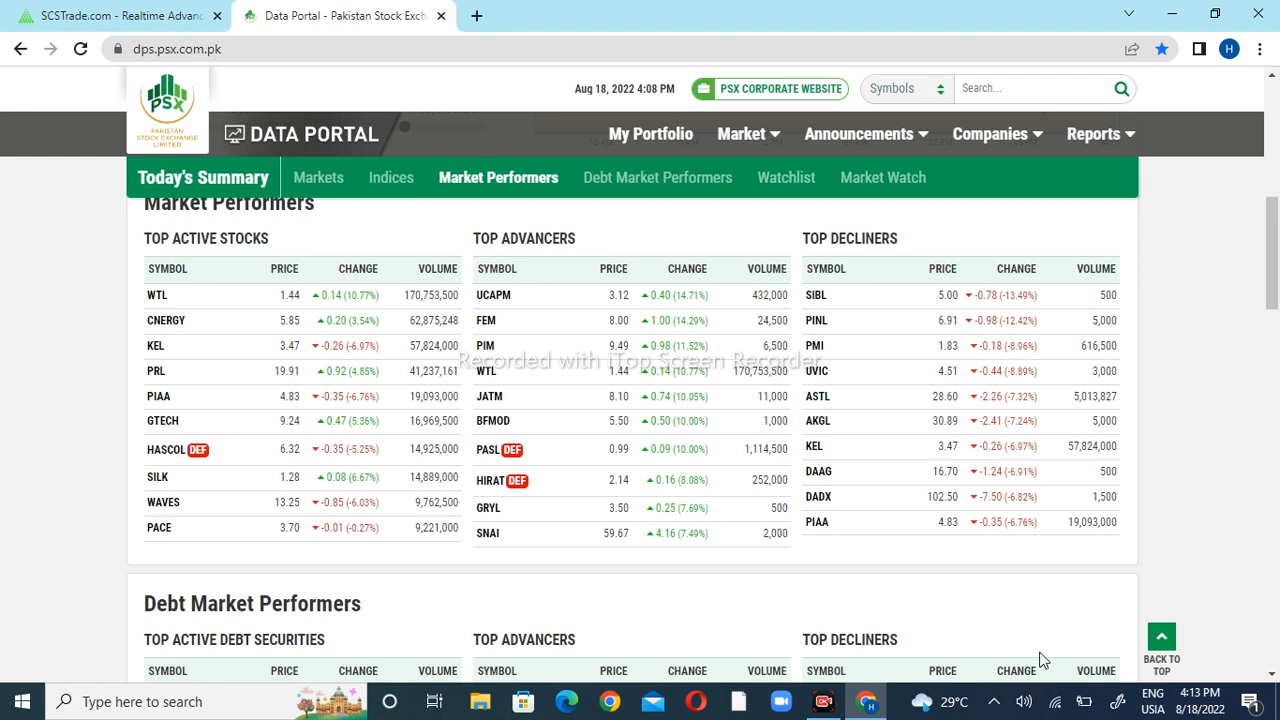 SCSTrade.com - Realtime Advanc
Data Portal - Pakistan Stock Exch
dps.psx.com.pk
H
PSX
PAKISTAN
STOCK EXCHANGE
LIMITED
Aug 18, 2022 4:08 PM
PSX CORPORATE WEBSITE
Symbols
Search...
DATA PORTAL
My Portfolio Market Announcements Companies Reports
Today's Summary Markets Indices Market Performers Debt Market Performers Watchlist Market Watch
Market Performers
TOP ACTIVE STOCKS
SYMBOL PRICE CHANGE VOLUME
WTL 1.44 0.14 (10.77%) 170,753,500
CNERGY 5.85 0.20 (3.54%) 62,875,248
KEL 3.47 -0.26 (-6.97%) 57,824,000
PRL 19.91 0.92 (4.85%) 41,237,161
PIAA 4.83 -0.35 (-6.76%) 19,093,000
GTECH 9.24 0.47 (5.36%) 16,969,500
HASCOL DEF 6.32 -0.35 (-5.25%) 14,925,000
SILK 1.28 0.08 (6.67%) 14,889,000
WAVES 13.25 -0.85 (-6.03%) 9,762,500
PACE 3.70 -0.01 (-0.27%) 9,221,000
TOP ADVANCERS
SYMBOL PRICE CHANGE VOLUME
UCAPM 3.12 0.40 (14.71%) 432,000
FEM 8.00 1.00 (14.29%) 24,500
PIM 9.49 0.98 (11.52%) 6,500
WTL 1.44 0.14 (10.77%) 170,753,500
JATM 8.10 0.74 (10.05%) 11,000
BFMOD 5.50 0.50 (10.00%) 1,000
PASL DEF 0.99 0.09 (10.00%) 1,114,500
HIRAT DEF 2.14 0.16 (8.08%) 252,000
GRYL 3.50 0.25 (7.69%) 500
SNAI 59.67 4.16 (7.49%) 2,000
TOP DECLINERS
SYMBOL PRICE CHANGE VOLUME
SIBL 5.00 -0.78 (-13.49%) 500
PINL 6.91 -0.98 (-12.42%) 5,000
PMI 1.83 -0.18 (-8.96%) 616,500
UVIC 4.51 -0.44 (-8.89%) 3,000
ASTL 28.60 -2.26 (-7.32%) 5,013,827
AKGL 30.89 -2.41 (-7.24%) 5,000
KEL 3.47 -0.26 (-6.97%) 57,824,000
DAAG 16.70 -1.24 (-6.91%) 500
DADX 102.50 -7.50 (-6.82%) 1,500
PIAA 4.83 -0.35 (-6.76%) 19,093,000
Recorded with iTop Screen Recorder
Debt Market Performers
TOP ACTIVE DEBT SECURITIES
SYMBOL PRICE CHANGE VOLUME
TOP ADVANCERS
SYMBOL PRICE CHANGE VOLUME
TOP DECLINERS
SYMBOL PRICE CHANGE VOLUME
BACK TO
TOP
Type here to search
29°C
ENG
USA
4:13 PM
8/18/2022
1